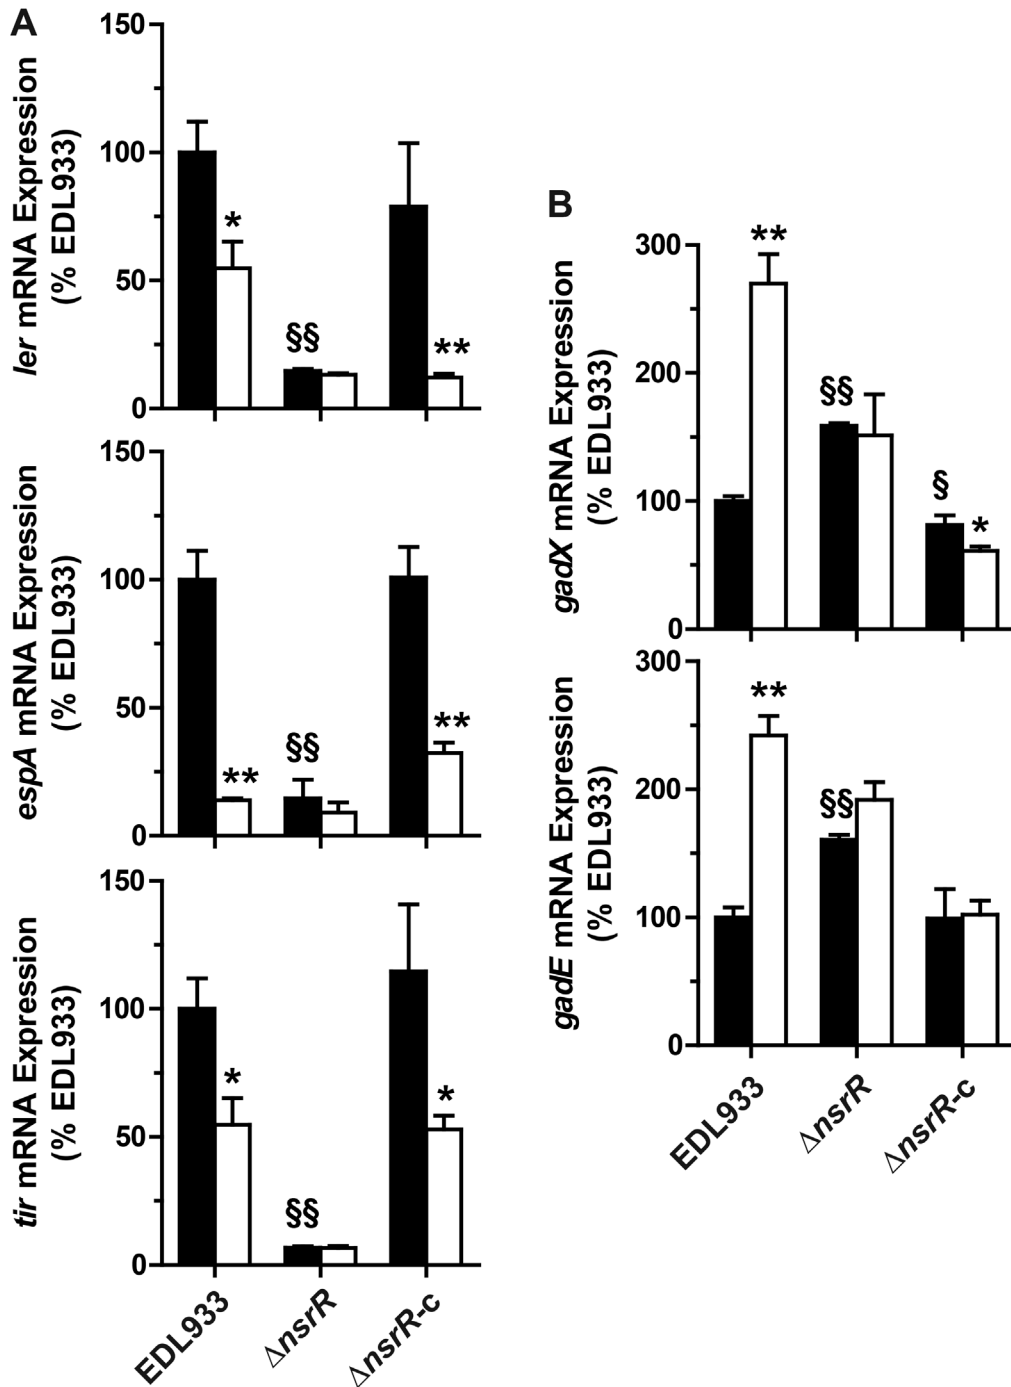 A
ler mRNA Expression
(% EDL933)
150
100
50
0
*
§§
**
espA mRNA Expression
(% EDL933)
150
100
50
0
**
§§
**
tir mRNA Expression
(% EDL933)
150
100
50
0
*
§§
*
EDL933
ΔnsrR
ΔnsrR-c
B
gadX mRNA Expression
(% EDL933)
300
200
100
0
**
§§
§
*
gadE mRNA Expression
(% EDL933)
300
200
100
0
**
§§
EDL933
ΔnsrR
ΔnsrR-c